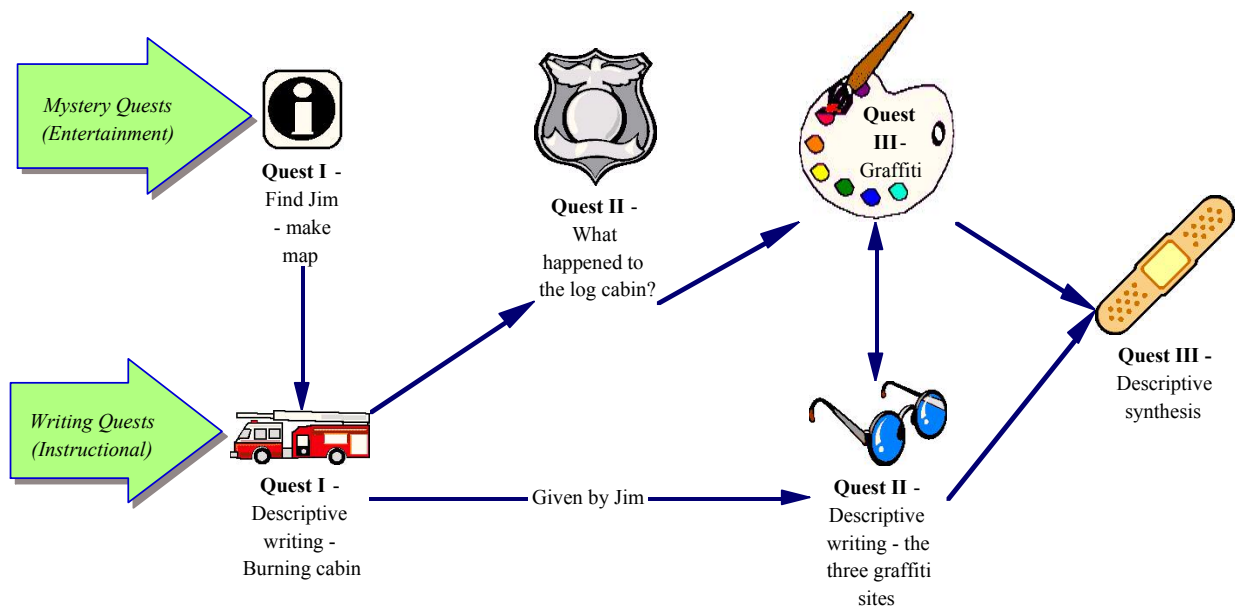 Mystery Quests
(Entertainment)
Quest I -
Find Jim
- make
map
Quest II -
What
happened to
the log cabin?
Quest
III-
Graffiti
Quest III -
Descriptive
synthesis
Writing Quests
(Instructional)
Quest I -
Descriptive
writing -
Burning cabin
Given by Jim
Quest II -
Descriptive
writing - the
three graffiti
sites